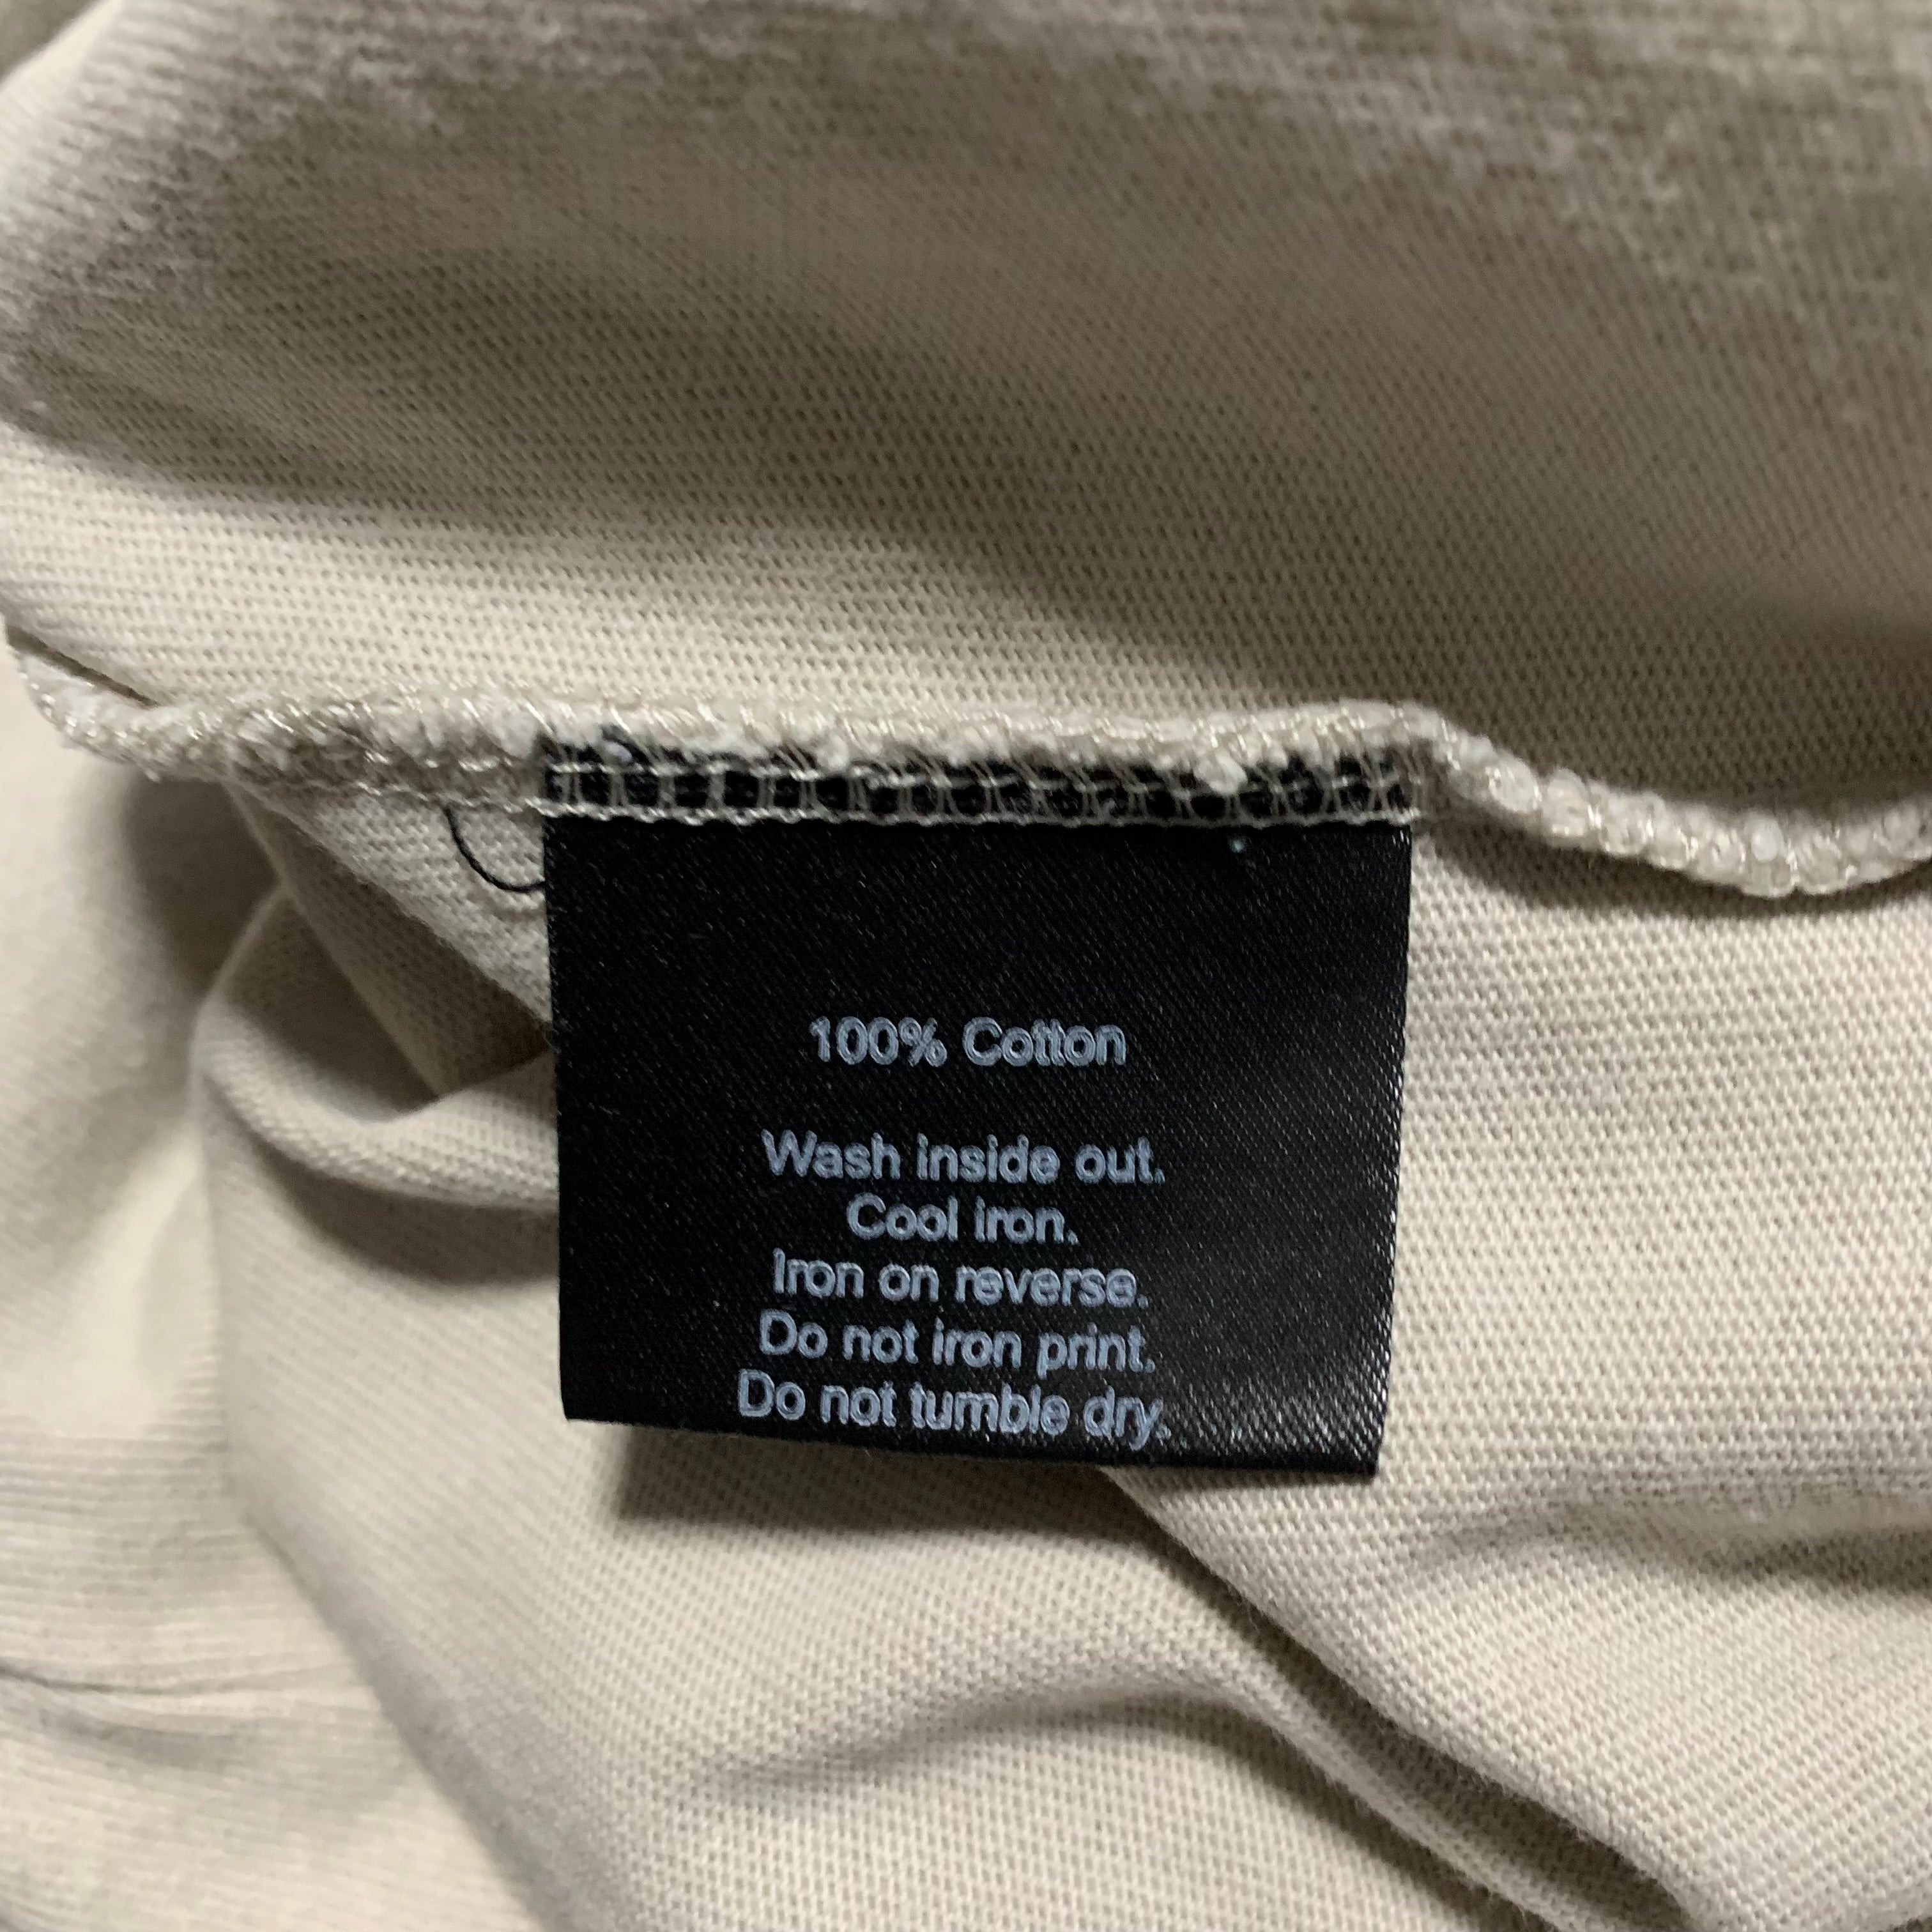 100% Cotton
Wash inside out.
Cool iron.
Iron on reverse.
Do not iron print.
Do not tumble dry.